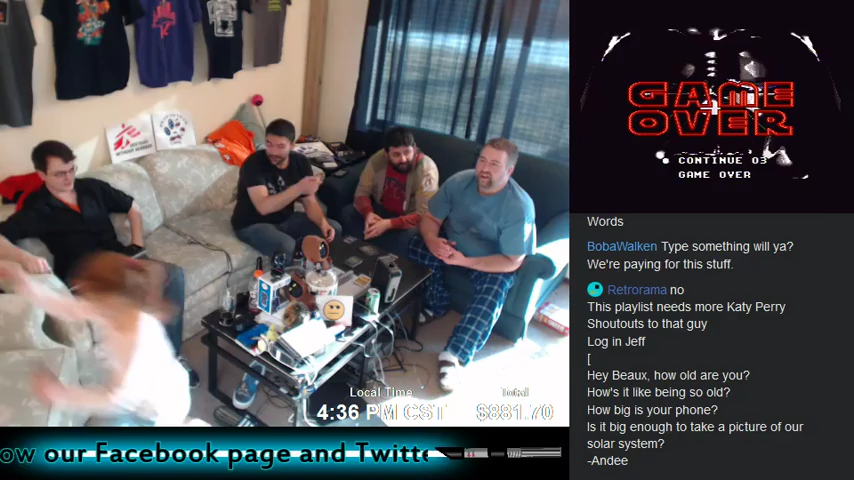 GAME
OVER
CONTINUE 03
GAME OVER
Words
BobaWalken Type something will ya?
We're paying for this stuff.
Retrorama no
This playlist needs more Katy Perry
Shoutouts to that guy
Log in Jeff
[
Hey Beaux, how old are you?
How's it like being so old?
How big is your phone?
Is it big enough to take a picture of our
solar system?
-Andee
Local Time
4:36 PM CST
Total
$881.70
ow our Facebook page and Twitte